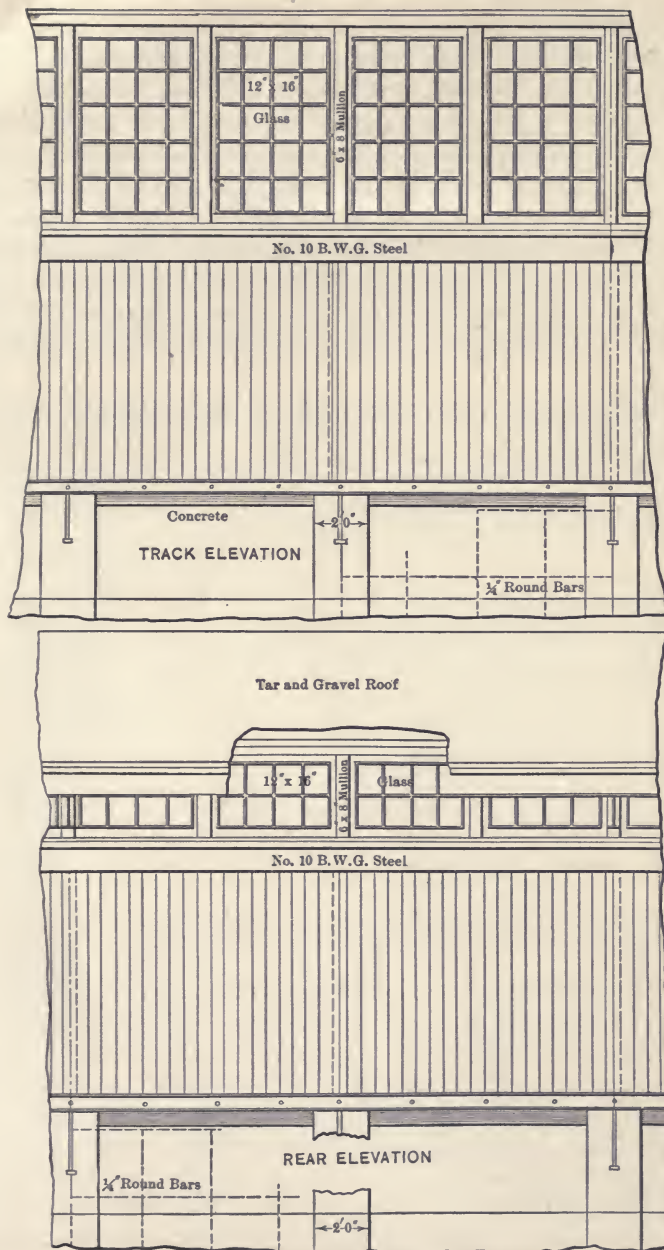 12" x 16"
Glass
6" x 8" Mullion
No. 10 B.W.G. Steel
Concrete
2'0"
TRACK ELEVATION
¼" Round Bars
Tar and Gravel Roof
12" x 16" Glass
6" x 8" Mullion
No. 10 B.W.G. Steel
REAR ELEVATION
¼" Round Bars
2'0"